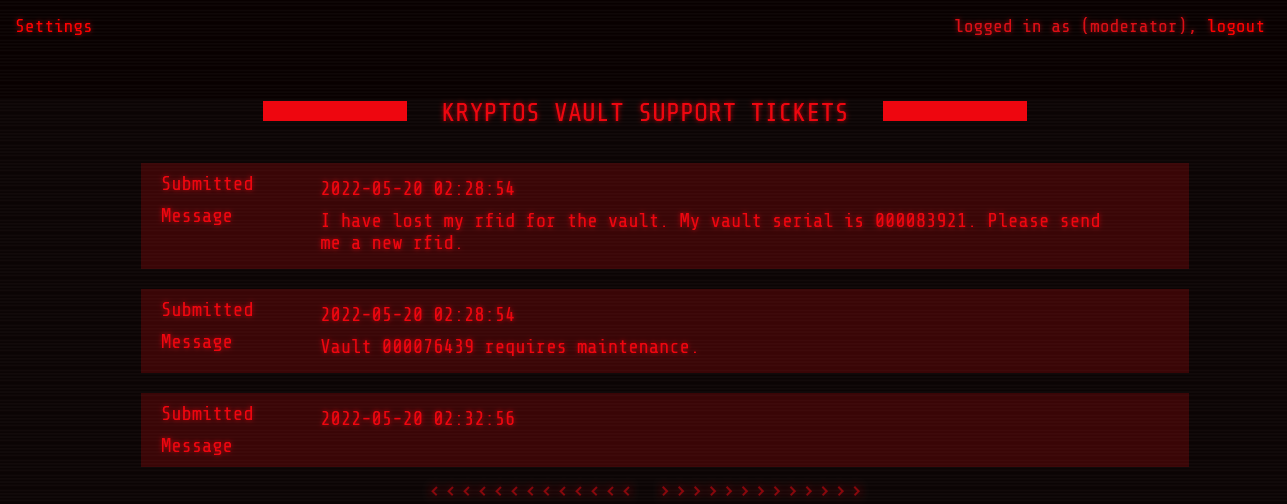 Settings
logged in as (moderator), logout
KRYPTOS VAULT SUPPORT TICKETS
Submitted 2022-05-20 02:28:54
Message I have lost my rfid for the vault. My vault serial is 000083921. Please send
me a new rfid.
Submitted 2022-05-20 02:28:54
Message Vault 000076439 requires maintenance.
Submitted 2022-05-20 02:32:56
Message
<<<<<<<<<<<<< >>>>>>>>>>>>>